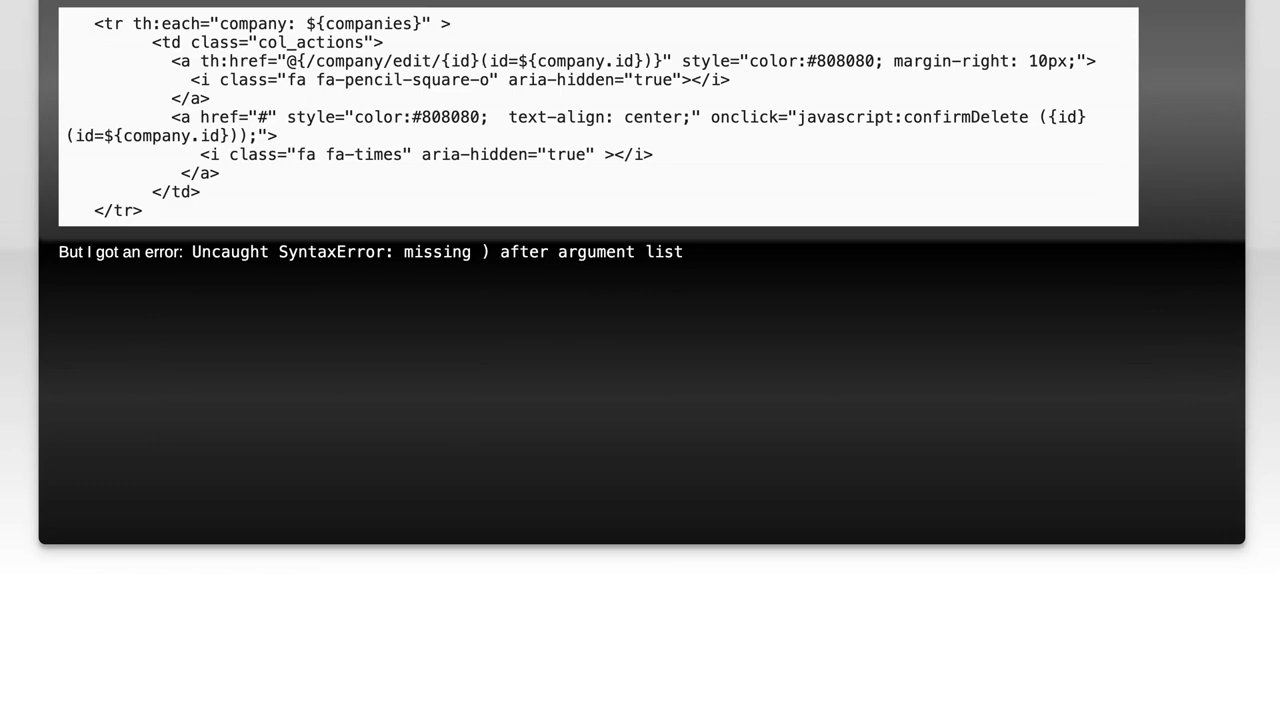 <tr th:each="company: ${companies}" >
<td class="col_actions">
<a th:href="@{/company/edit/{id}(id=${company.id})}" style="color:#808080; margin-right: 10px;">
<i class="fa fa-pencil-square-o" aria-hidden="true"></i>
</a>
<a href="#" style="color:#808080;  text-align: center;" onclick="javascript:confirmDelete ({id}
(id=${company.id}));">
<i class="fa fa-times" aria-hidden="true" ></i>
</a>
</td>
</tr>
But I got an error: Uncaught SyntaxError: missing ) after argument list